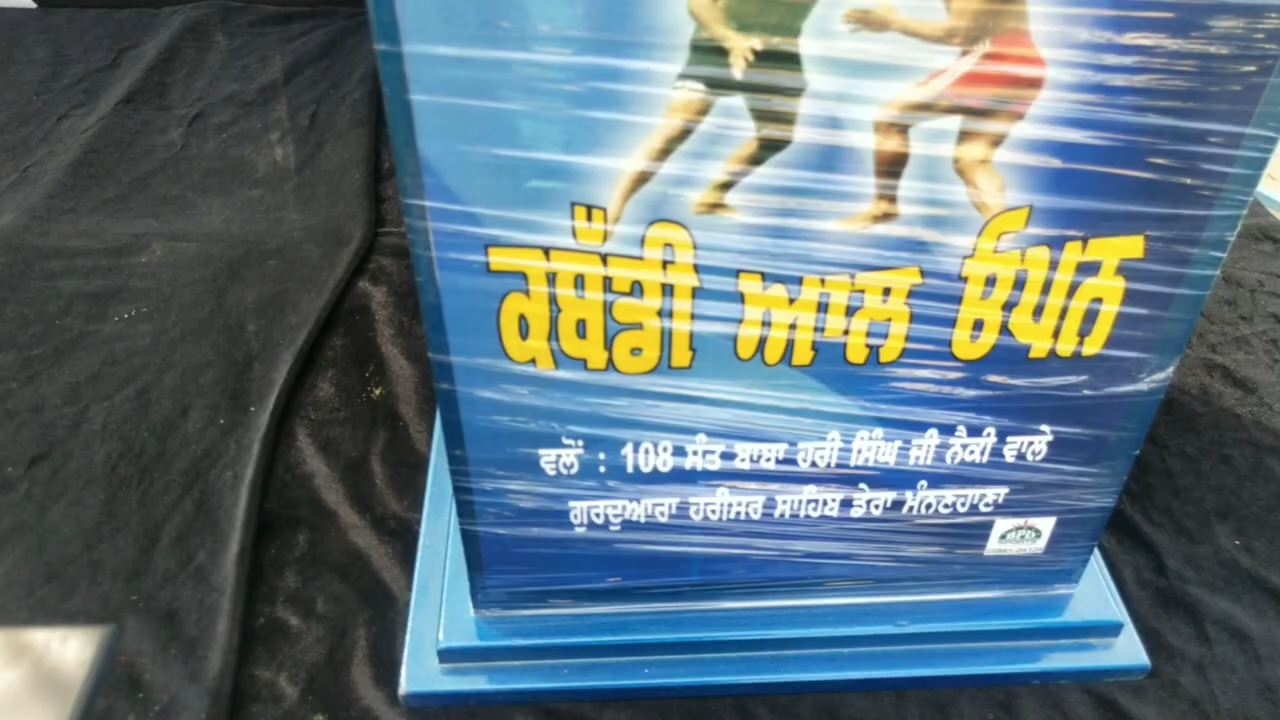 ਕਬੱਡੀ ਆਲ ਓਪਨ
ਵਲੋਂ : 108 ਸੰਤ ਬਾਬਾ ਹਰੀ ਸਿੰਘ ਜੀ ਨੈਕੀ ਵਾਲੇ
ਗੁਰਦੁਆਰਾ ਹਰੀਸਰ ਸਾਹਿਬ ਡੇਰਾ ਮੰਨਣਹਾਣਾ